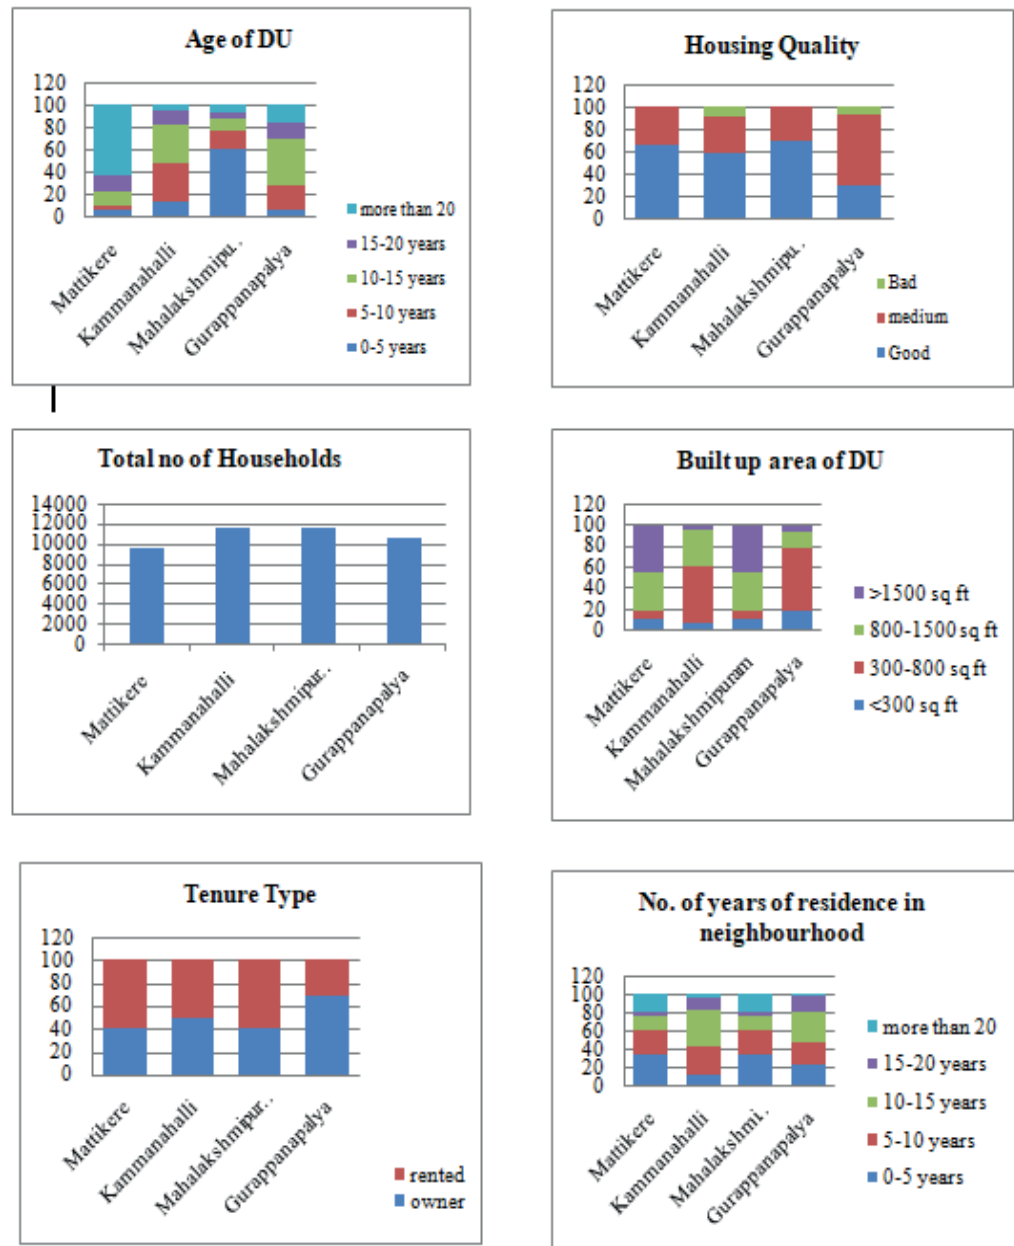 Age of DU
120
100
80
60
40
20
0
Mattikere
Kammanahalli
Mahalakshmipu..
Gurappanapalya
more than 20
15-20 years
10-15 years
5-10 years
0-5 years
Housing Quality
120
100
80
60
40
20
0
Mattikere
Kammanahalli
Mahalakshmipu..
Gurappanapalya
Bad
medium
Good
Total no of Households
14000
12000
10000
8000
6000
4000
2000
0
Mattikere
Kammanahalli
Mahalakshmipur..
Gurappanapalya
Built up area of DU
120
100
80
60
40
20
0
Mattikere
Kammanahalli
Mahalakshmipuram
Gurappanapalya
>1500 sq ft
800-1500 sq ft
300-800 sq ft
<300 sq ft
Tenure Type
120
100
80
60
40
20
0
Mattikere
Kammanahalli
Mahalakshmipur..
Gurappanapalya
rented
owner
No. of years of residence in
neighbourhood
120
100
80
60
40
20
0
Mattikere
Kammanahalli
Mahalakshmi..
Gurappanapalya
more than 20
15-20 years
10-15 years
5-10 years
0-5 years